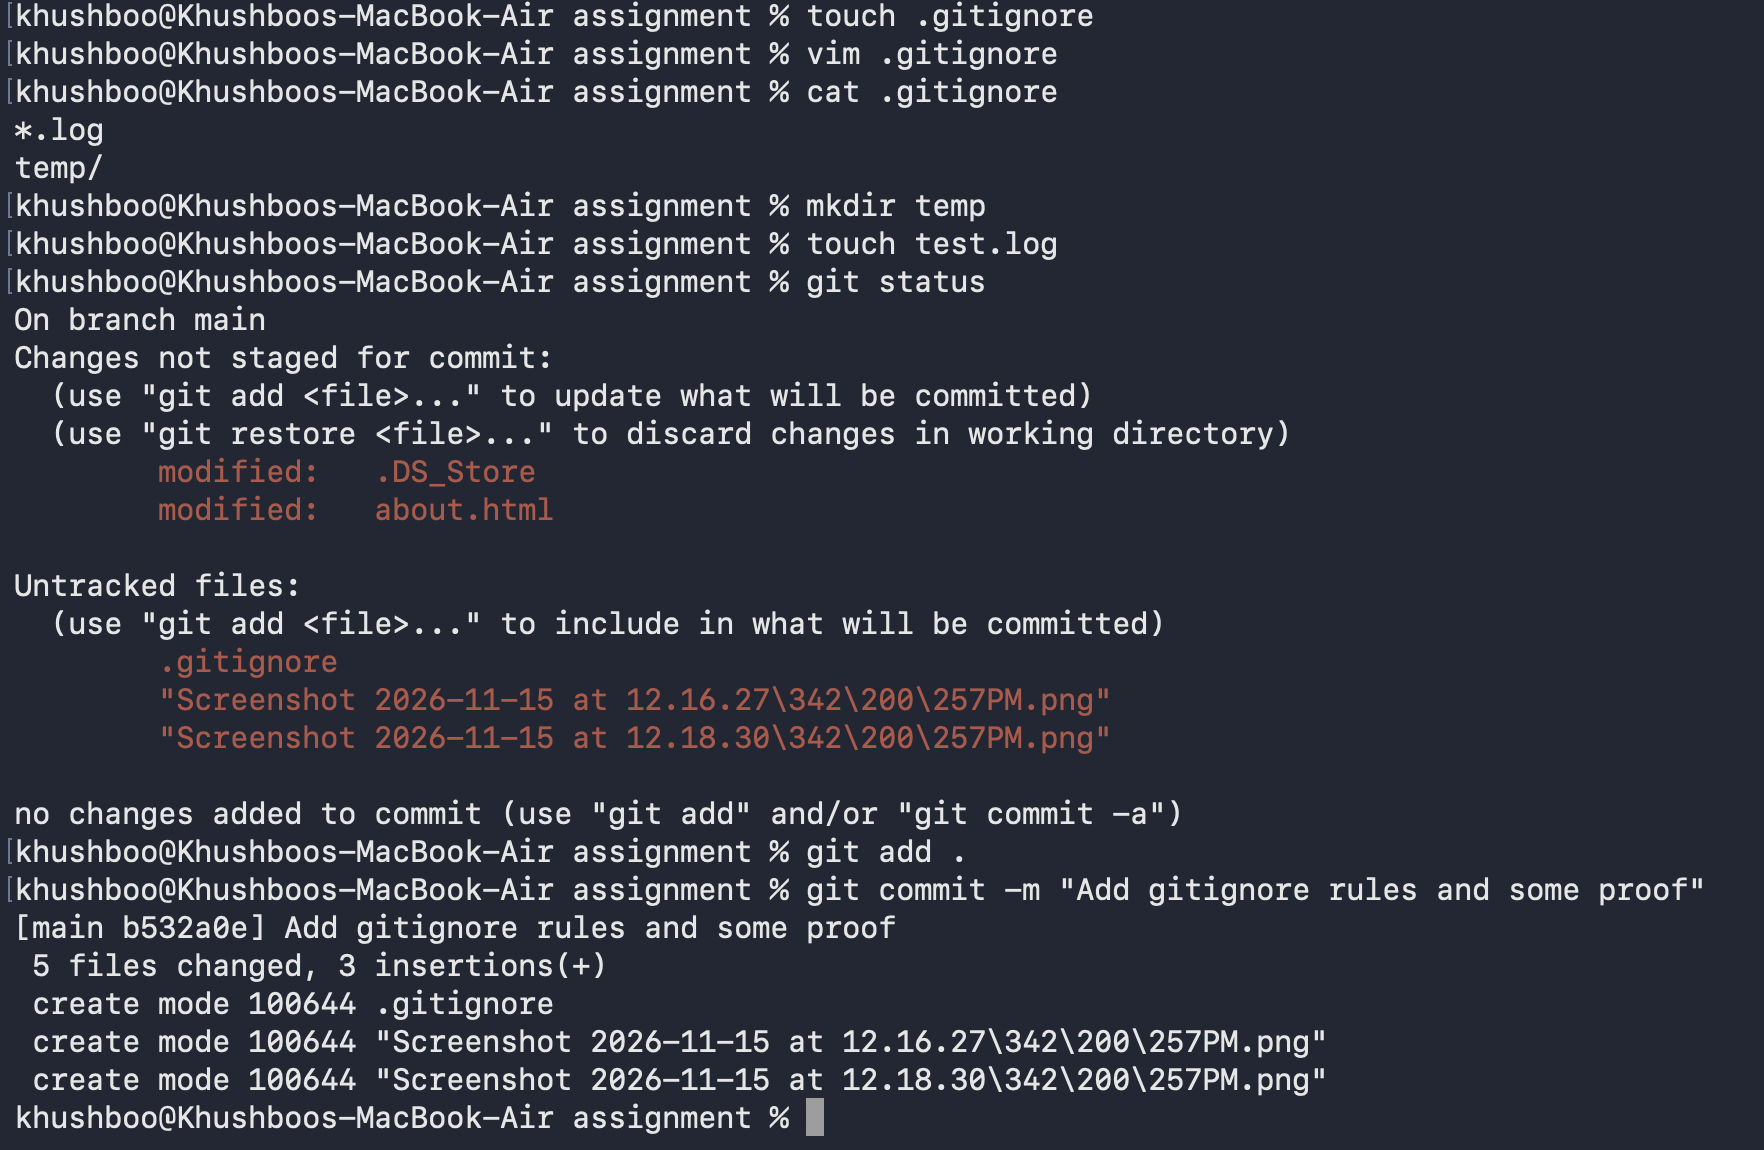 [khushboo@Khushboos-MacBook-Air assignment % touch .gitignore
[khushboo@Khushboos-MacBook-Air assignment % vim .gitignore
[khushboo@Khushboos-MacBook-Air assignment % cat .gitignore
*.log
temp/
[khushboo@Khushboos-MacBook-Air assignment % mkdir temp
[khushboo@Khushboos-MacBook-Air assignment % touch test.log
[khushboo@Khushboos-MacBook-Air assignment % git status
On branch main
Changes not staged for commit:
  (use "git add <file>..." to update what will be committed)
  (use "git restore <file>..." to discard changes in working directory)
        modified:   .DS_Store
        modified:   about.html

Untracked files:
  (use "git add <file>..." to include in what will be committed)
        .gitignore
        "Screenshot 2026-11-15 at 12.16.27\342\200\257PM.png"
        "Screenshot 2026-11-15 at 12.18.30\342\200\257PM.png"

no changes added to commit (use "git add" and/or "git commit -a")
[khushboo@Khushboos-MacBook-Air assignment % git add .
[khushboo@Khushboos-MacBook-Air assignment % git commit -m "Add gitignore rules and some proof"
[main b532a0e] Add gitignore rules and some proof
 5 files changed, 3 insertions(+)
 create mode 100644 .gitignore
 create mode 100644 "Screenshot 2026-11-15 at 12.16.27\342\200\257PM.png"
 create mode 100644 "Screenshot 2026-11-15 at 12.18.30\342\200\257PM.png"
khushboo@Khushboos-MacBook-Air assignment %